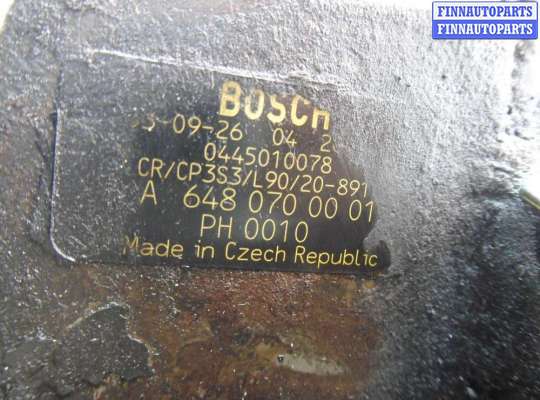 FINNAUTOPARTS
FINNAUTOPARTS
BOSCH
-09-26 04 2
0445010078
CR/CP3S3/L90/20-891
A 648 070 00 01
PH 0010
Made in Czech Republic